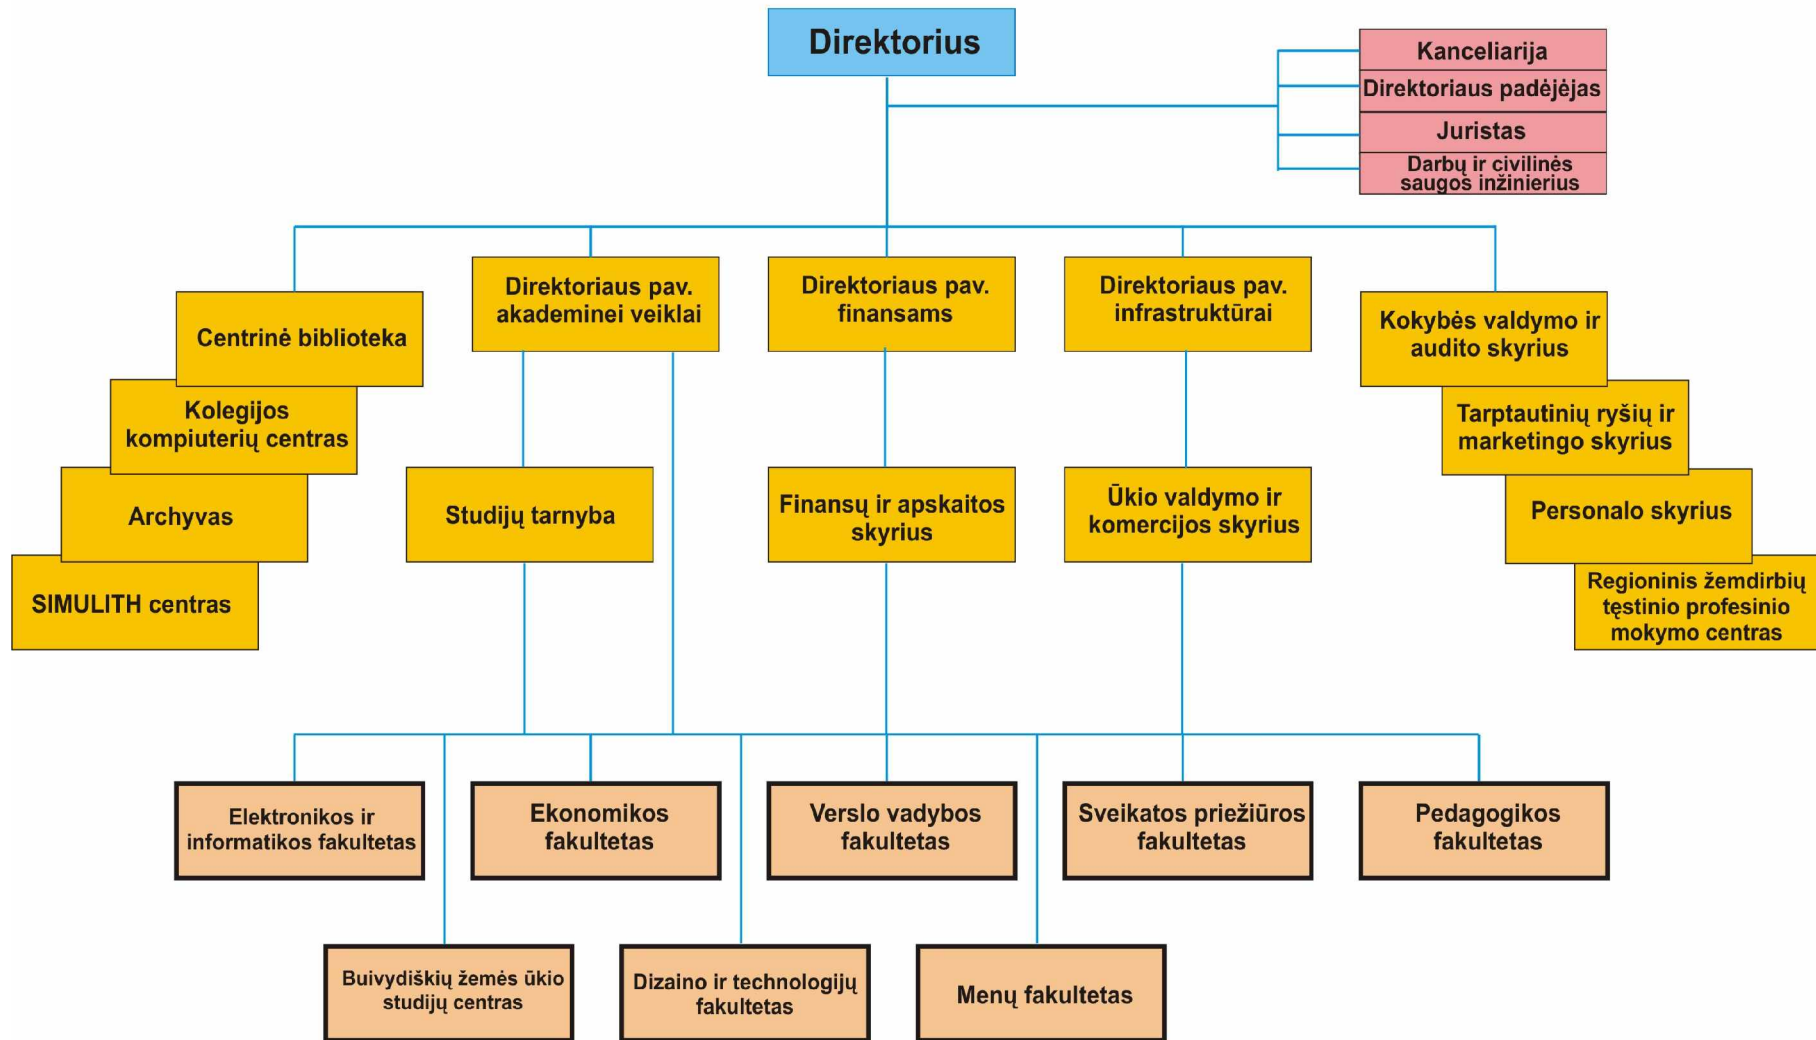 Direktorius
Kanceliarija
Direktoriaus padėjėjas
Juristas
Darbų ir civilinės
saugos inžinierius
Centrinė biblioteka
Kolegijos
kompiuterių centras
Archyvas
SIMULITH centras
Direktoriaus pav.
akademinei veiklai
Direktoriaus pav.
finansams
Direktoriaus pav.
infrastruktūrai
Kokybės valdymo ir
audito skyrius
Tarptautinių ryšių ir
marketingo skyrius
Personalo skyrius
Regioninis žemdirbių
tęstinio profesinio
mokymo centras
Studijų tarnyba
Finansų ir apskaitos
skyrius
Ūkio valdymo ir
komercijos skyrius
Elektronikos ir
informatikos fakultetas
Ekonomikos
fakultetas
Verslo vadybos
fakultetas
Sveikatos priežiūros
fakultetas
Pedagogikos
fakultetas
Buivydiškių žemės ūkio
studijų centras
Dizaino ir technologijų
fakultetas
Menų fakultetas